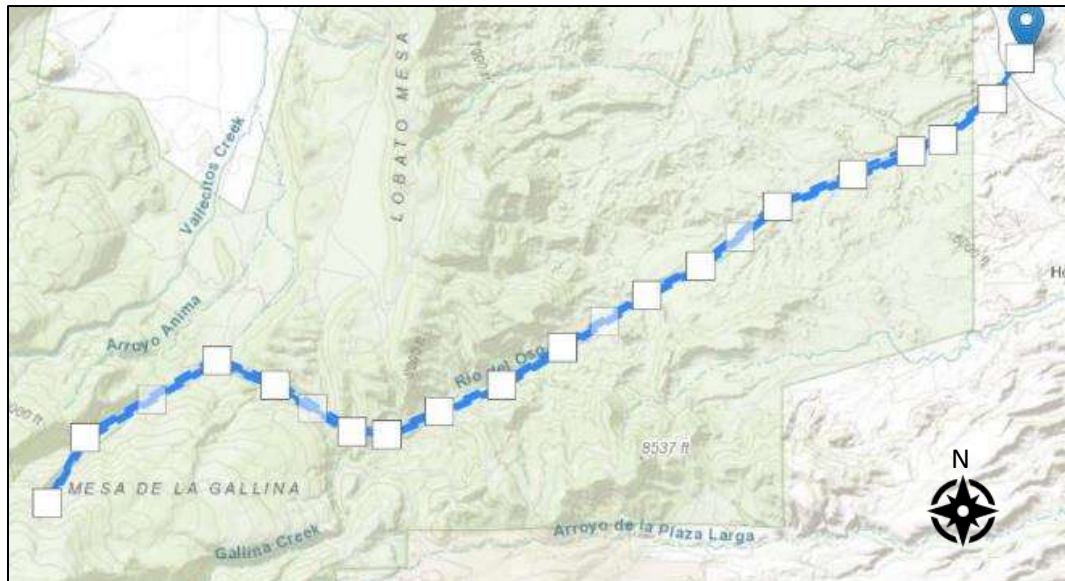 LOBATO MESA
Vallecitos Creek
Arroyo Anima
Rio del Oso
8537 ft
MESA DE LA GALLINA
Gallina Creek
Arroyo de la Plaza Larga
N